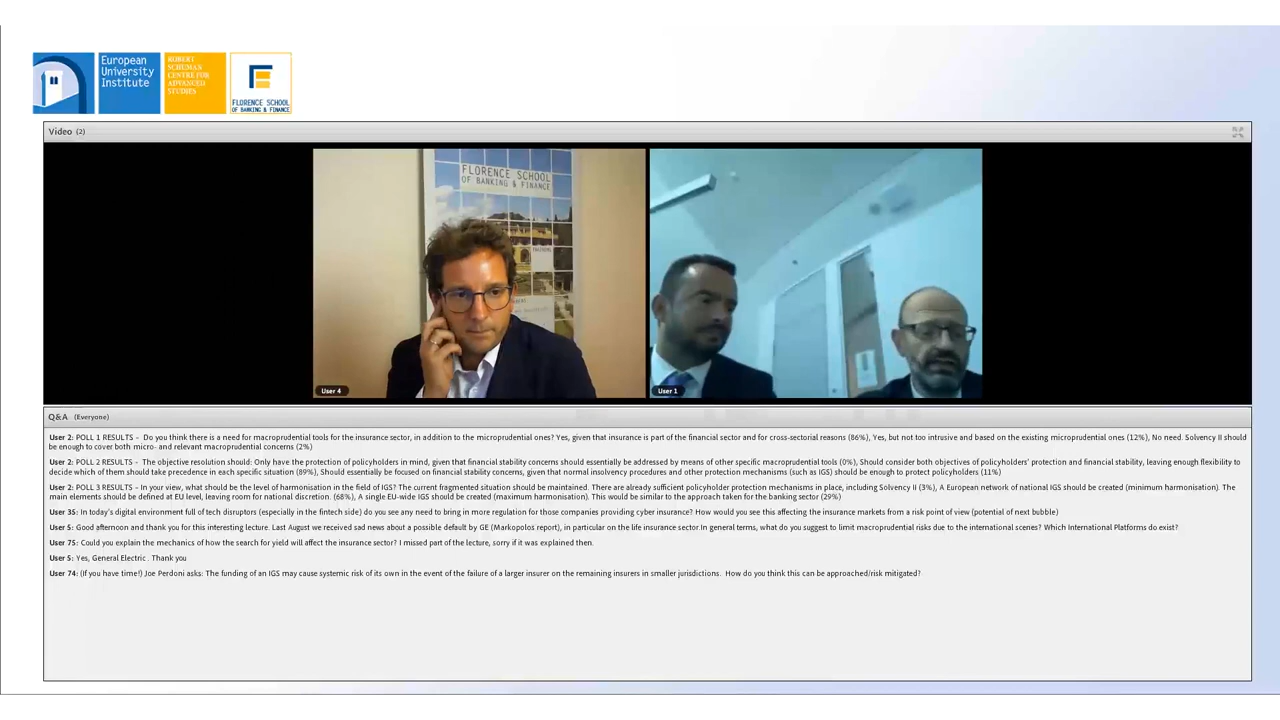 European
University
Institute
ROBERT
SCHUMAN
CENTRE FOR
ADVANCED
STUDIES
FLORENCE SCHOOL
OF BANKING & FINANCE
Video (2)
FLORENCE SCHOOL
OF BANKING & FINANCE
User 4
User 1
Q&A (Everyone)
User 2: POLL 1 RESULTS - Do you think there is a need for macroprudential tools for the insurance sector, in addition to the microprudential ones? Yes, given that insurance is part of the financial sector and for cross-sectorial reasons (86%), Yes, but not too intrusive and based on the existing microprudential ones (12%), No need. Solvency II should
be enough to cover both micro- and relevant macroprudential concerns (2%)
User 2: POLL 2 RESULTS - The objective resolution should: Only have the protection of policyholders in mind, given that financial stability concerns should essentially be addressed by means of other specific macroprudential tools (0%), Should consider both objectives of policyholders' protection and financial stability, leaving enough flexibility to
decide which of them should take precedence in each specific situation (89%), Should essentially be focused on financial stability concerns, given that normal insolvency procedures and other protection mechanisms (such as IGS) should be enough to protect policyholders (11%)
User 2: POLL 3 RESULTS - In your view, what should be the level of harmonisation in the field of IGS? The current fragmented situation should be maintained. There are already sufficient policyholder protection mechanisms in place, including Solvency II (3%), A European network of national IGS should be created (minimum harmonisation). The
main elements should be defined at EU level, leaving room for national discretion. (68%), A single EU-wide IGS should be created (maximum harmonisation). This would be similar to the approach taken for the banking sector (29%)
User 35: In today's digital environment full of tech disruptors (especially in the fintech side) do you see any need to bring in more regulation for those companies providing cyber insurance? How would you see this affecting the insurance markets from a risk point of view (potential of next bubble)
User 5: Good afternoon and thank you for this interesting lecture. Last August we received sad news about a possible default by GE (Markopolos report), in particular on the life insurance sector.In general terms, what do you suggest to limit macroprudential risks due to the international scenes? Which International Platforms do exist?
User 75: Could you explain the mechanics of how the search for yield will affect the insurance sector? I missed part of the lecture, sorry if it was explained then.
User 5: Yes, General Electric . Thank you
User 74: (If you have time!) Joe Perdoni asks: The funding of an IGS may cause systemic risk of its own in the event of the failure of a larger insurer on the remaining insurers in smaller jurisdictions. How do you think this can be approached/risk mitigated?